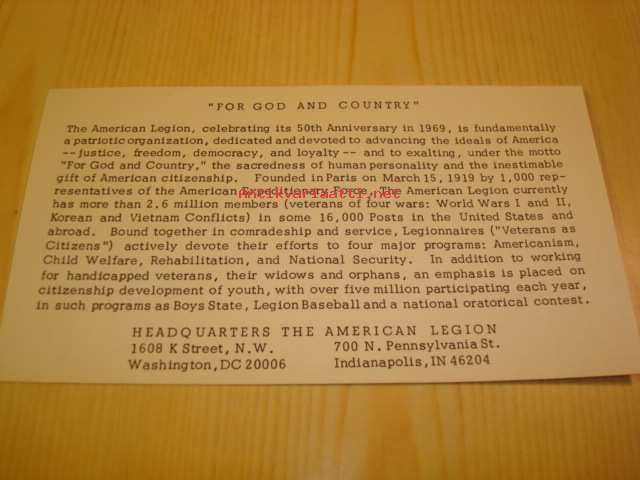 "FOR GOD AND COUNTRY"
The American Legion, celebrating its 50th Anniversary in 1969, is fundamentally
a patriotic organization, dedicated and devoted to advancing the ideals of America
--justice, freedom, democracy, and loyalty -- and to exalting, under the motto
"For God and Country," the sacredness of human personality and the inestimable
gift of American citizenship. Founded in Paris on March 15, 1919 by 1,000 rep-
resentatives of the American Expeditionary Force, The American Legion currently
Antikvariaatti.net
has more than 2.6 million members (veterans of four wars: World Wars I and II,
Korean and Vietnam Conflicts) in some 16,000 Posts in the United States and
abroad. Bound together in comradeship and service, Legionnaires ("Veterans as
Citizens") actively devote their efforts to four major programs: Americanism,
Child Welfare, Rehabilitation, and National Security. In addition to working
for handicapped veterans, their widows and orphans, an emphasis is placed on
citizenship development of youth, with over five million participating each year,
in such programs as Boys State, Legion Baseball and a national oratorical contest.
HEADQUARTERS THE AMERICAN LEGION
1608 K Street, N.W. 700 N. Pennsylvania St.
Washington, DC 20006 Indianapolis, IN 46204